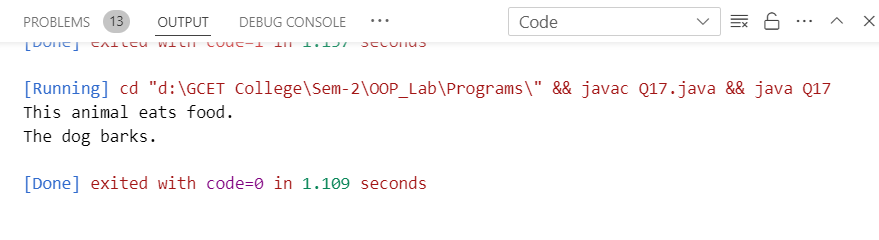 PROBLEMS 13 OUTPUT DEBUG CONSOLE ··· Code ···
[Done] exited with code=1 in 1.157 seconds
[Running] cd "d:\GCET College\Sem-2\OOP_Lab\Programs\" && javac Q17.java && java Q17
This animal eats food.
The dog barks.
[Done] exited with code=0 in 1.109 seconds